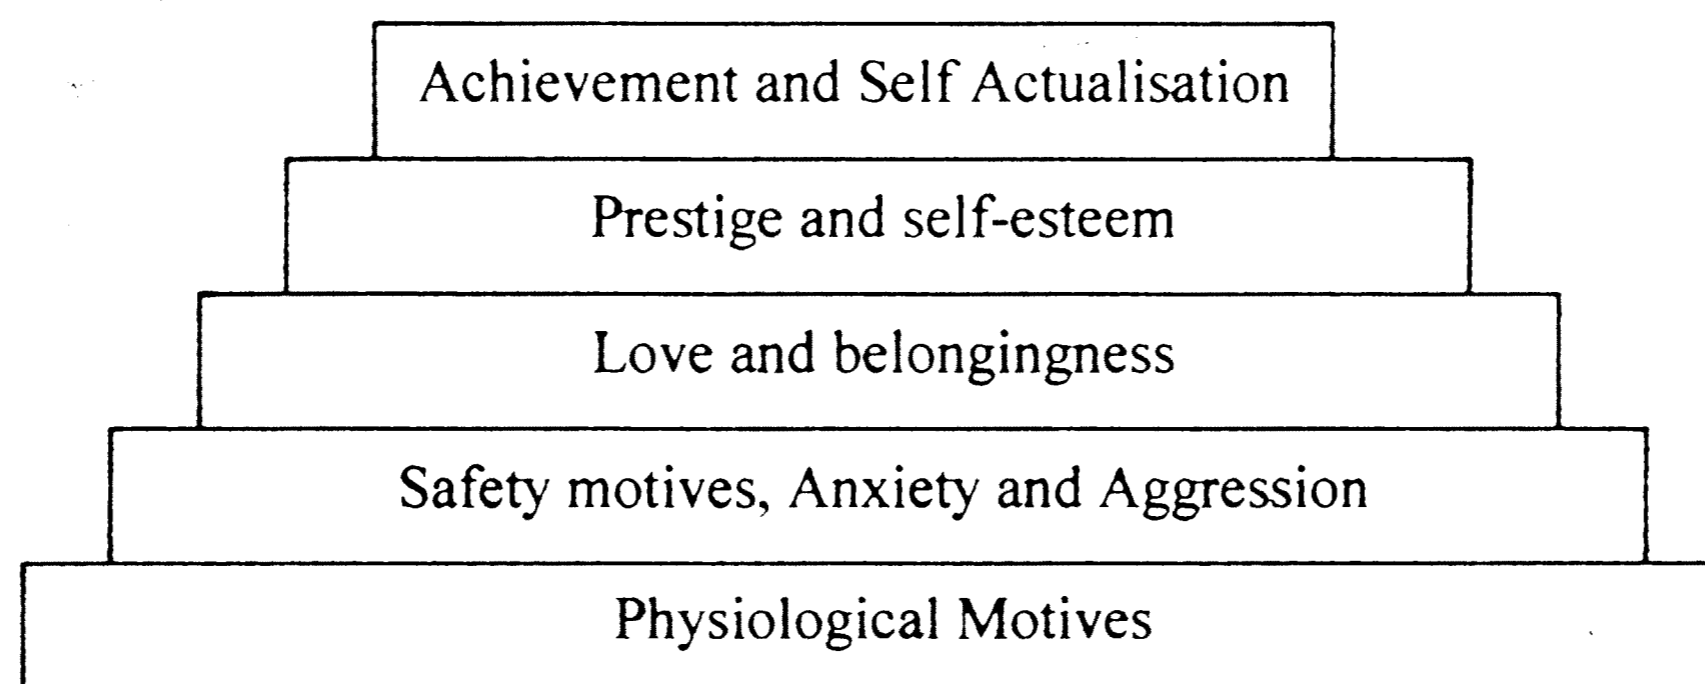 Achievement and Self Actualisation
Prestige and self-esteem
Love and belongingness
Safety motives, Anxiety and Aggression
Physiological Motives